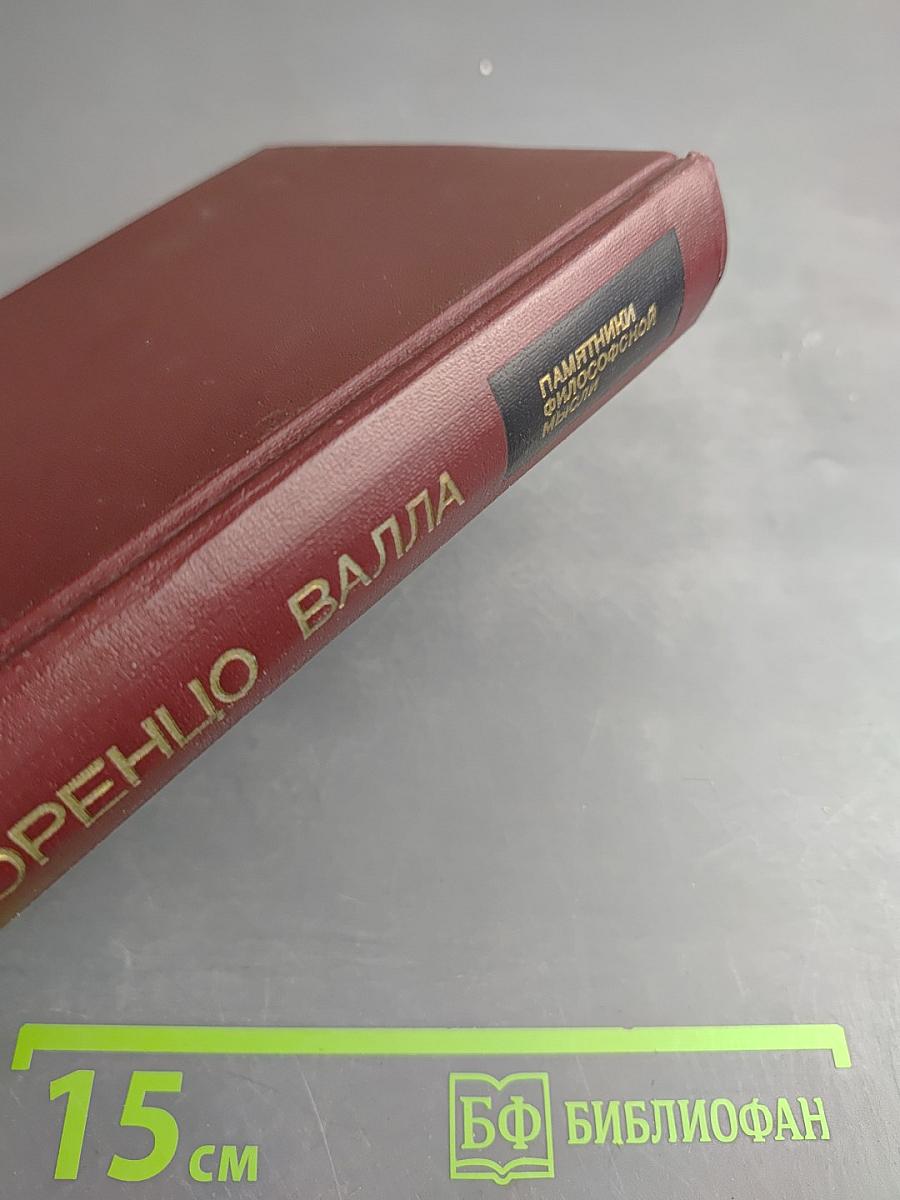 ПАМЯТНИКИ
ФИЛОСОФСКОЙ
МЫСЛИ
ОРЕНЦО ВАЛЛА
15 см
БФ БИБЛИОФАН